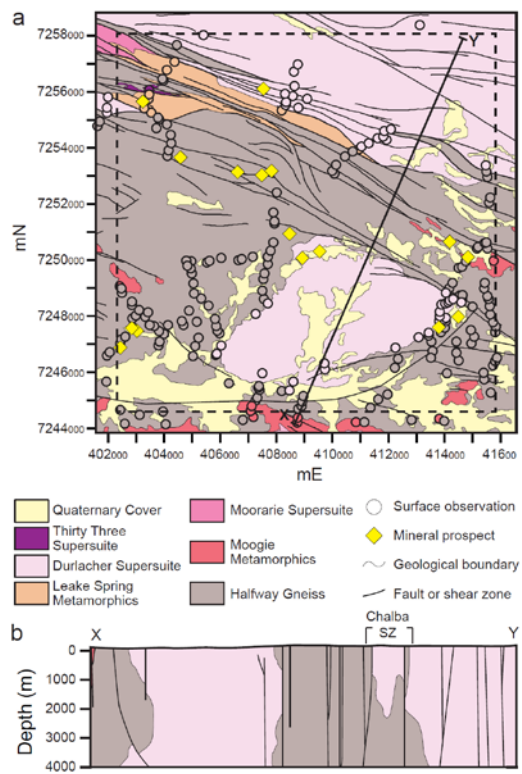 a
7258000
7256000
7254000
7252000
7250000
7248000
7246000
7244000
mN
Y
X
402000 404000 406000 408000 410000 412000 414000 416000
mE
Quaternary Cover
Thirty Three Supersuite
Durlacher Supersuite
Leake Spring Metamorphics
Moorarie Supersuite
Moogie Metamorphics
Halfway Gneiss
Surface observation
Mineral prospect
Geological boundary
Fault or shear zone
b
X
Chalba
SZ
Y
0
1000
2000
3000
4000
Depth (m)